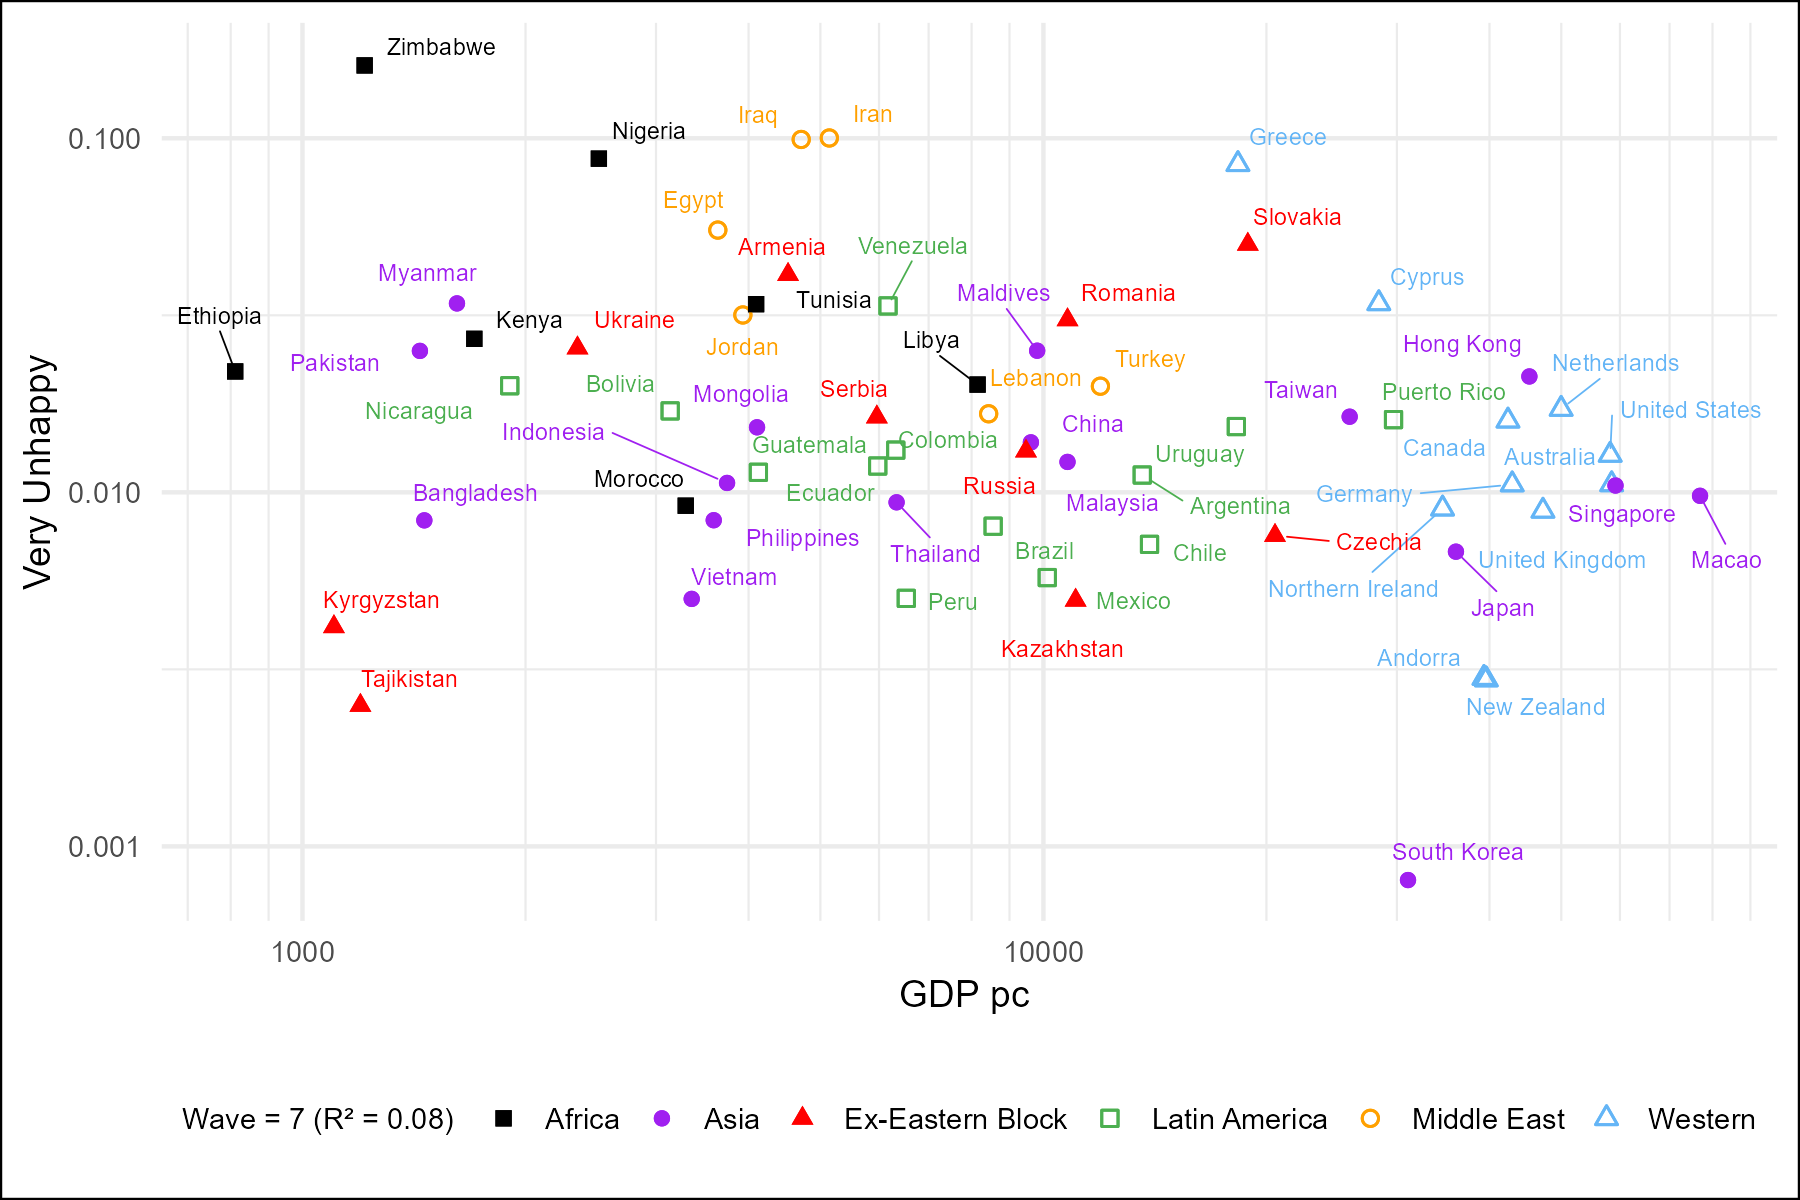 Zimbabwe
Nigeria
Iraq
Iran
Greece
Egypt
Slovakia
Armenia
Venezuela
Myanmar
Cyprus
Maldives
Romania
Tunisia
Ethiopia
Kenya
Ukraine
Libya
Jordan
Hong Kong
Turkey
Pakistan
Netherlands
Lebanon
Bolivia
Serbia
Taiwan
Puerto Rico
Mongolia
Nicaragua
United States
China
Indonesia
Colombia
Guatemala
Canada
Uruguay
Australia
Morocco
Russia
Bangladesh
Ecuador
Germany
Malaysia
Argentina
Singapore
Philippines
Czechia
Thailand
Brazil
Chile
United Kingdom
Macao
Vietnam
Northern Ireland
Kyrgyzstan
Peru
Mexico
Japan
Kazakhstan
Andorra
Tajikistan
New Zealand
South Korea
0.100
0.010
0.001
Very Unhappy
1000
10000
GDP pc
Wave = 7 (R² = 0.08) Africa Asia Ex-Eastern Block Latin America Middle East Western